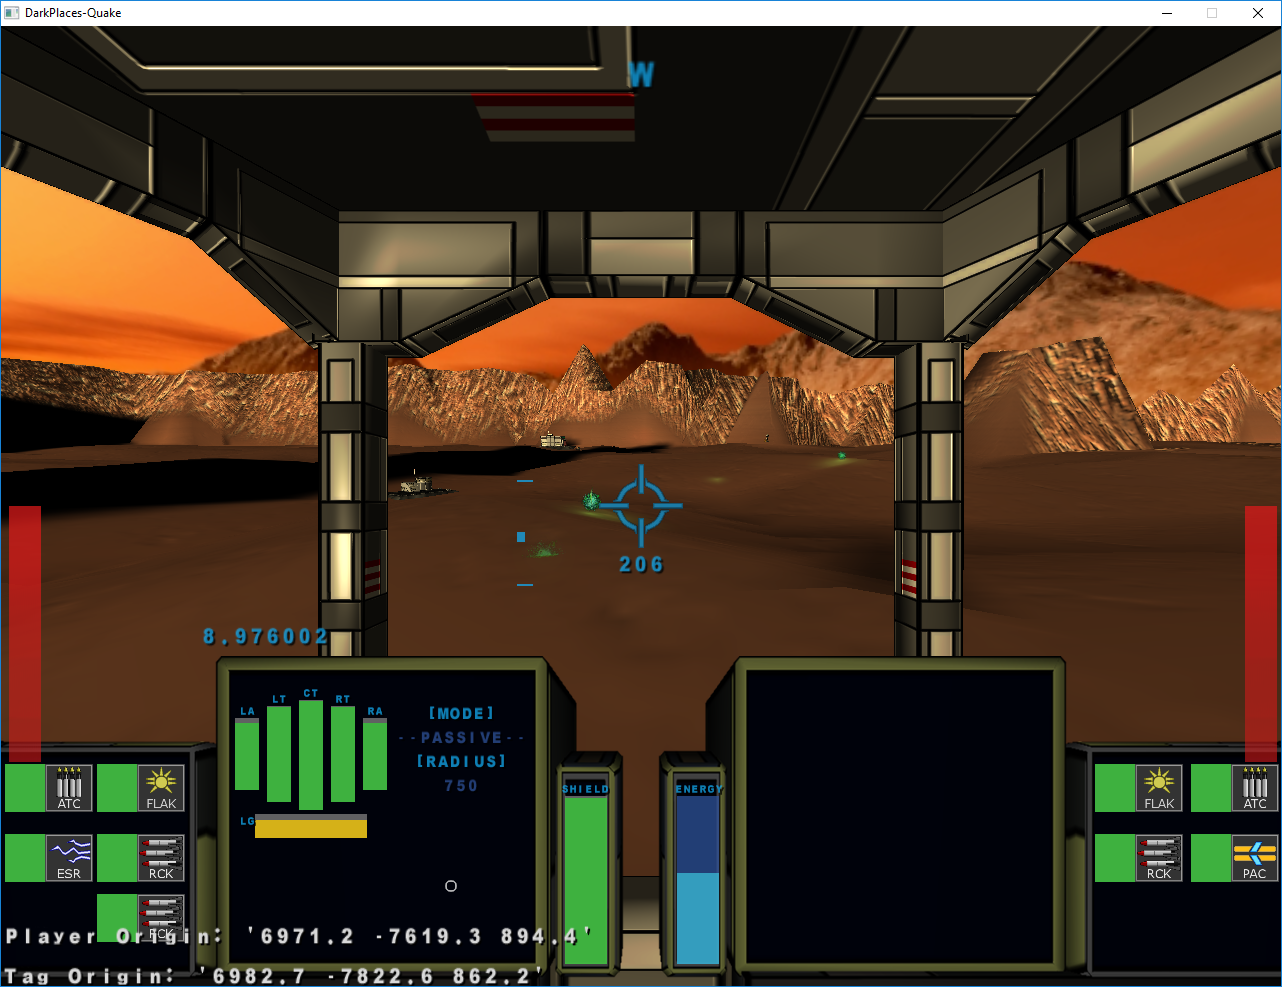 DarkPlaces-Quake
W
206
8.976002
LA LT CT RT RA
[MODE]
--PASSIVE--
[RADIUS]
750
LG
SHIELD
ENERGY
ATC FLAK
ESR RCK
RCK
FLAK ATC
RCK PAC
Player Origin: '6971.2 -7619.3 894.4'
Tag Origin: '6982.7 -7822.6 862.2'